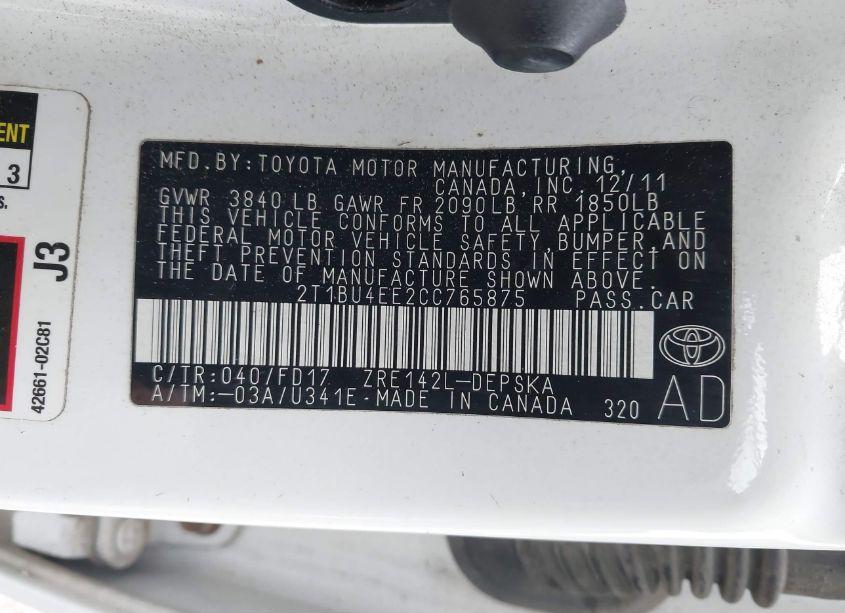 ENT
3
S.
J3
42661-02C81
MFD.BY:TOYOTA MOTOR MANUFACTURING,
CANADA,INC. 12/11
GVWR 3840LB GAWR FR 2090LB RR 1850LB
THIS VEHICLE CONFORMS TO ALL APPLICABLE
FEDERAL MOTOR VEHICLE SAFETY,BUMPER,AND
THEFT PREVENTION STANDARDS IN EFFECT ON
THE DATE OF MANUFACTURE SHOWN ABOVE.
2T1BU4EE2CC765875 PASS.CAR
C/TR:040/FD17 ZRE142L-DEPSKA
A/TM:-03A/U341E·MADE IN CANADA 320
AD